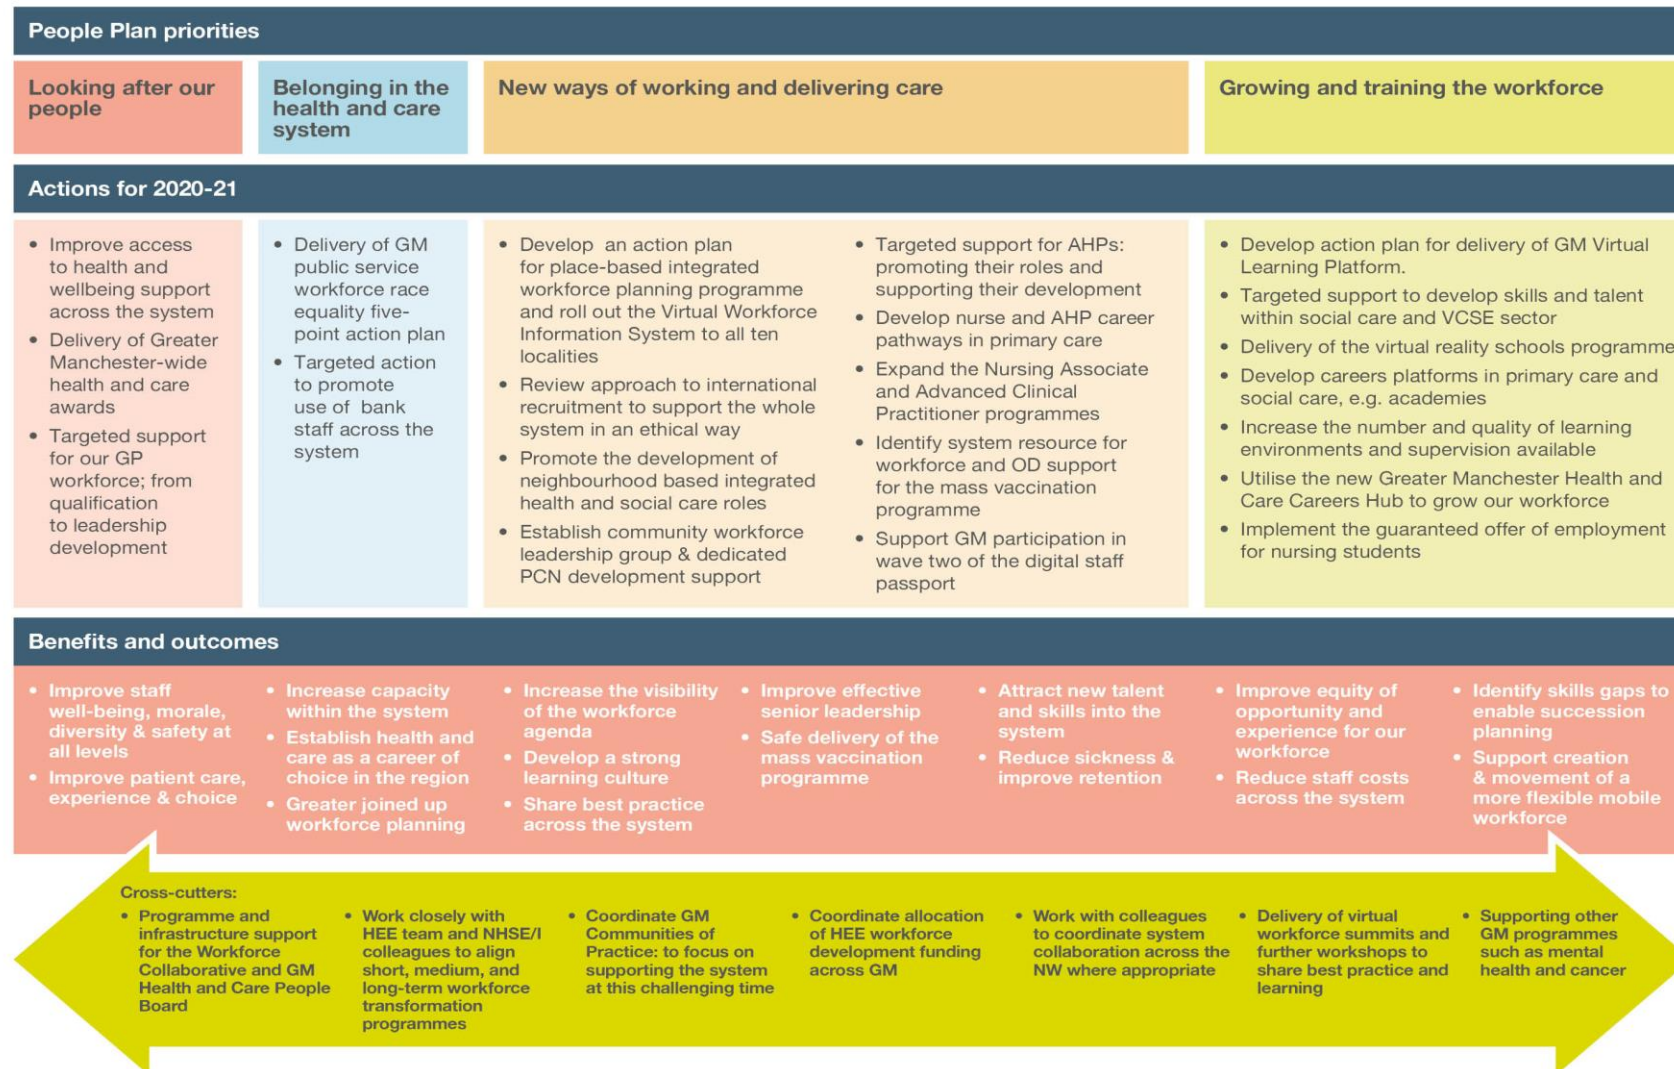 People Plan priorities
Looking after our
people
Belonging in the
health and care
system
New ways of working and delivering care
Growing and training the workforce
Actions for 2020-21
• Improve access
to health and
wellbeing support
across the system
• Delivery of Greater
Manchester-wide
health and care
awards
• Targeted support
for our GP
workforce; from
qualification
to leadership
development
• Delivery of GM
public service
workforce race
equality five-
point action plan
• Targeted action
to promote
use of bank
staff across the
system
• Develop an action plan
for place-based integrated
workforce planning programme
and roll out the Virtual Workforce
Information System to all ten
localities
• Review approach to international
recruitment to support the whole
system in an ethical way
• Promote the development of
neighbourhood based integrated
health and social care roles
• Establish community workforce
leadership group & dedicated
PCN development support
• Targeted support for AHPs:
promoting their roles and
supporting their development
• Develop nurse and AHP career
pathways in primary care
• Expand the Nursing Associate
and Advanced Clinical
Practitioner programmes
• Identify system resource for
workforce and OD support
for the mass vaccination
programme
• Support GM participation in
wave two of the digital staff
passport
• Develop action plan for delivery of GM Virtual
Learning Platform.
• Targeted support to develop skills and talent
within social care and VCSE sector
• Delivery of the virtual reality schools programme
• Develop careers platforms in primary care and
social care, e.g. academies
• Increase the number and quality of learning
environments and supervision available
• Utilise the new Greater Manchester Health and
Care Careers Hub to grow our workforce
• Implement the guaranteed offer of employment
for nursing students
Benefits and outcomes
• Improve staff
well-being, morale,
diversity & safety at
all levels
• Improve patient care,
experience & choice
• Increase capacity
within the system
• Establish health and
care as a career of
choice in the region
• Greater joined up
workforce planning
• Increase the visibility
of the workforce
agenda
• Develop a strong
learning culture
• Share best practice
across the system
• Improve effective
senior leadership
• Safe delivery of the
mass vaccination
programme
• Attract new talent
and skills into the
system
• Reduce sickness &
improve retention
• Improve equity of
opportunity and
experience for our
workforce
• Reduce staff costs
across the system
• Identify skills gaps to
enable succession
planning
• Support creation
& movement of a
more flexible mobile
workforce
Cross-cutters:
• Programme and
infrastructure support
for the Workforce
Collaborative and GM
Health and Care People
Board
• Work closely with
HEE team and NHSE/I
colleagues to align
short, medium, and
long-term workforce
transformation
programmes
• Coordinate GM
Communities of
Practice: to focus on
supporting the system
at this challenging time
• Coordinate allocation
of HEE workforce
development funding
across GM
• Work with colleagues
to coordinate system
collaboration across the
NW where appropriate
• Delivery of virtual
workforce summits and
further workshops to
share best practice and
learning
• Supporting other
GM programmes
such as mental
health and cancer